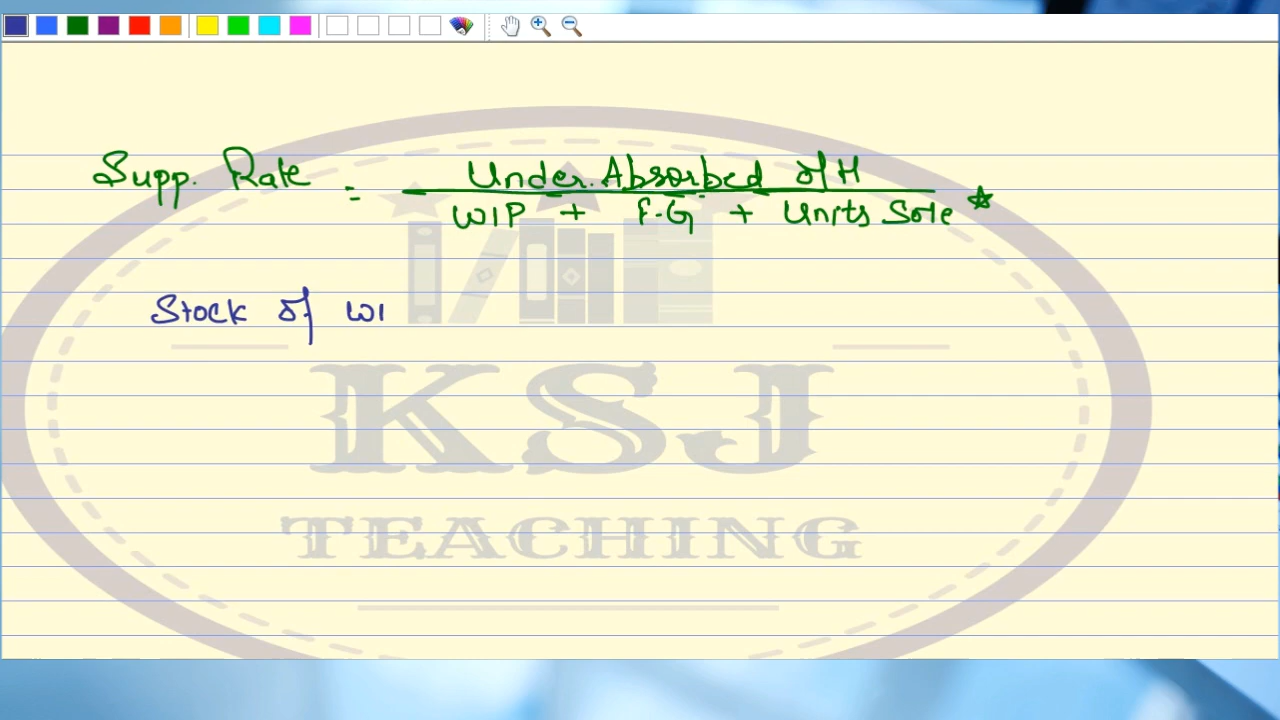 Supp. Rate = Under. Absorbed o/H
WIP + F.G. + Units Sole *
Stock of WI
KSJ
TEACHING